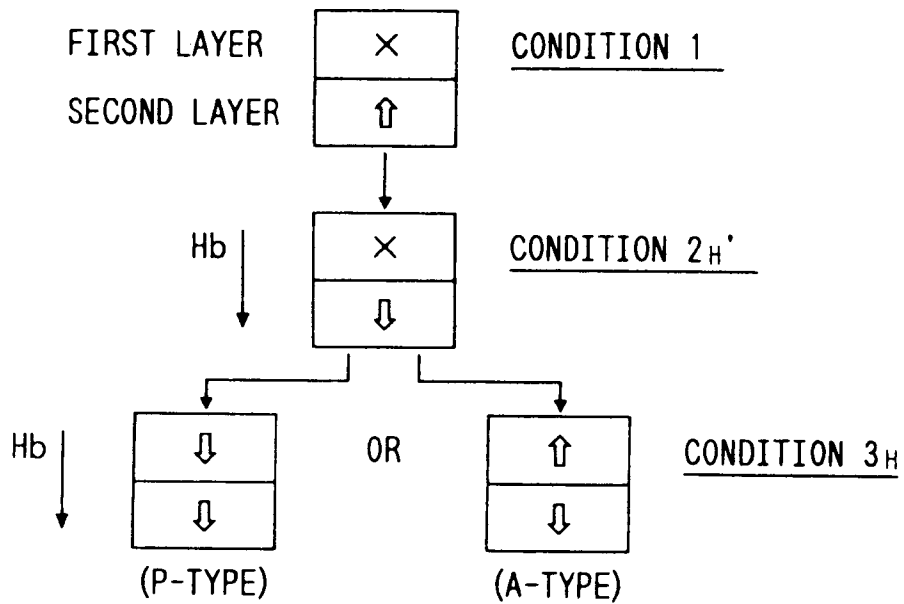 FIRST LAYER × CONDITION 1
SECOND LAYER ⇧
Hb × CONDITION 2H'
⇩
Hb ⇩ OR ⇧ CONDITION 3H
⇩ ⇩
(P-TYPE) (A-TYPE)